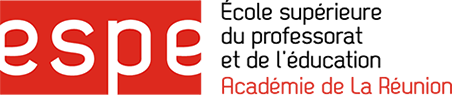 espe
École supérieure
du professorat
et de l'éducation
Académie de La Réunion